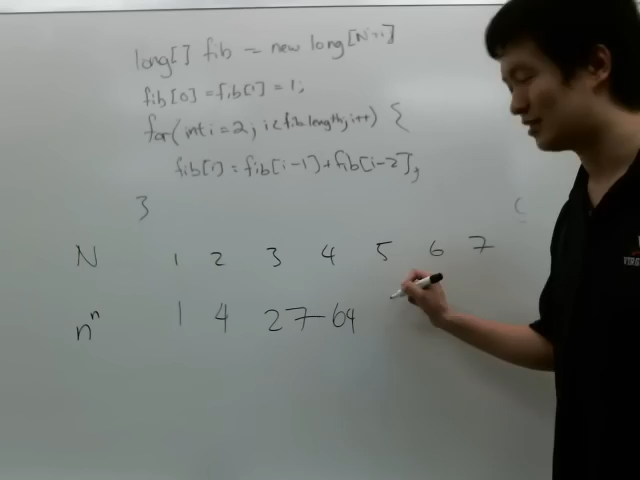 long[] fib = new long[N+1]
fib[0] = fib[1] = 1;
for(int i = 2; i < fib.length; i++) {
fib[i] = fib[i-1] + fib[i-2];
}
N 1 2 3 4 5 6 7
nⁿ 1 4 27 64